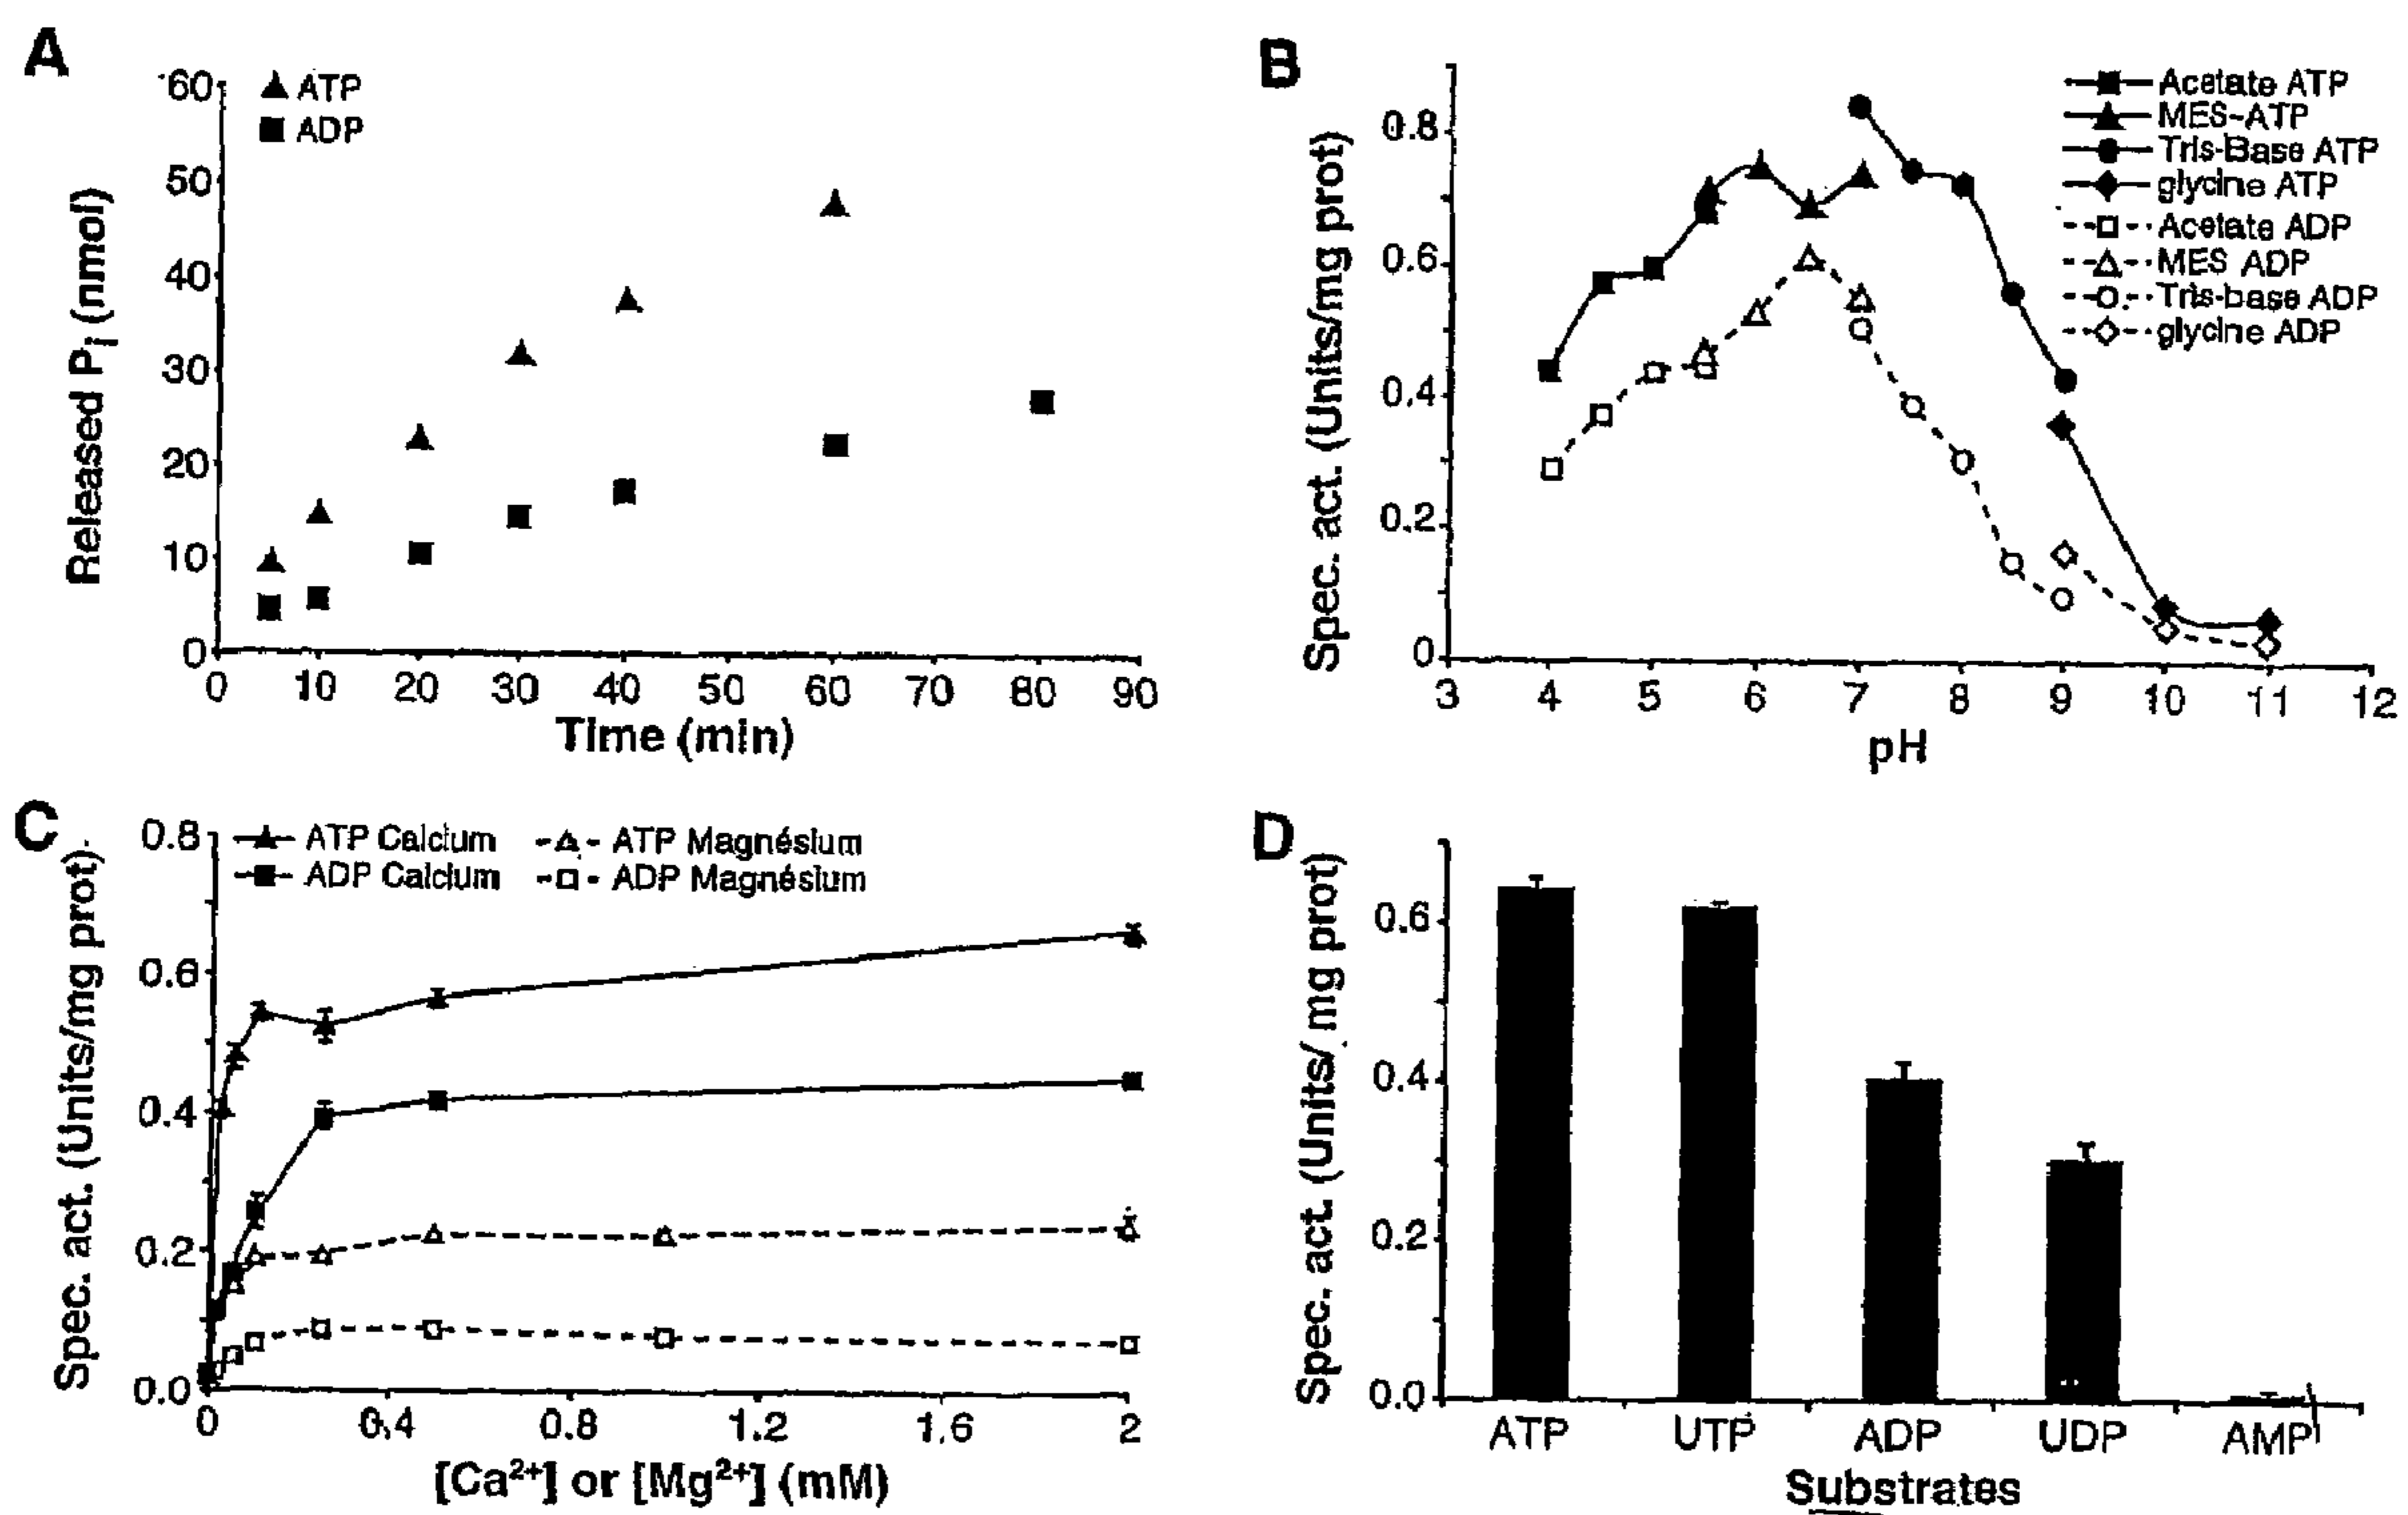 A
60
50
40
30
20
10
0
Released Pi (nmol)
▲ ATP
■ ADP
0 10 20 30 40 50 60 70 80 90
Time (min)
B
0.8
0.6
0.4
0.2
0
Spec. act. (Units/mg prot)
Acetate ATP
MES-ATP
Tris-Base ATP
glycine ATP
Acetate ADP
MES ADP
Tris-base ADP
glycine ADP
3 4 5 6 7 8 9 10 11 12
pH
C
0.8
0.6
0.4
0.2
0.0
Spec. act. (Units/mg prot)
ATP Calcium
ADP Calcium
ATP Magnésium
ADP Magnésium
0 0.4 0.8 1.2 1.6 2
[Ca²⁺] or [Mg²⁺] (mM)
D
0.6
0.4
0.2
0.0
Spec. act. (Units/ mg prot)
ATP UTP ADP UDP AMP
Substrates